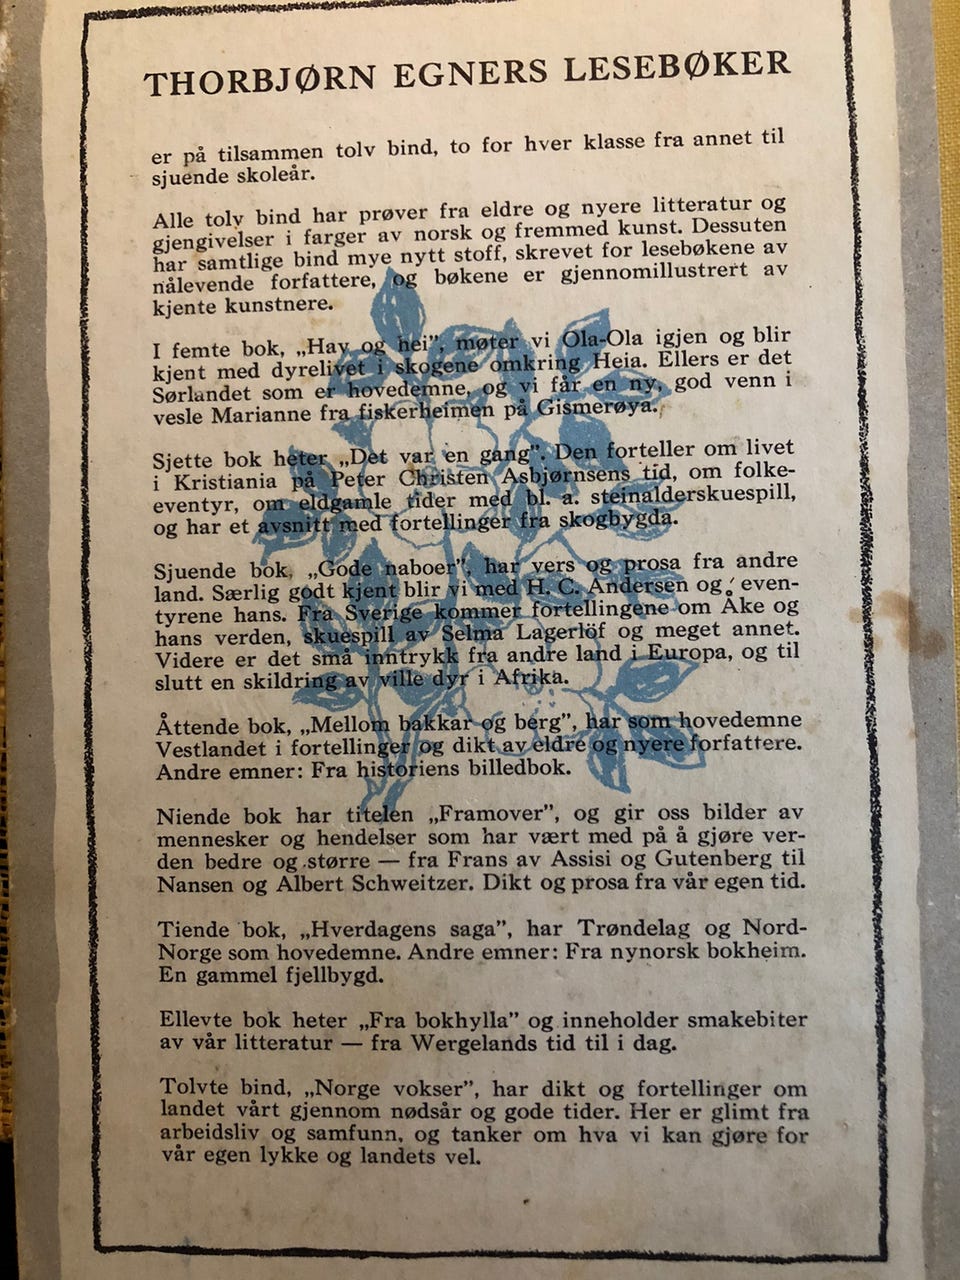 THORBJØRN EGNERS LESEBØKER
er på tilsammen tolv bind, to for hver klasse fra annet til
sjuende skoleår.
Alle tolv bind har prøver fra eldre og nyere litteratur og
gjengivelser i farger av norsk og fremmed kunst. Dessuten
har samtlige bind mye nytt stoff, skrevet for lesebøkene av
nålevende forfattere, og bøkene er gjennomillustrert av
kjente kunstnere.
I femte bok, „Hav og hei”, møter vi Ola-Ola igjen og blir
kjent med dyrelivet i skogene omkring Heia. Ellers er det
Sørlandet som er hovedemne, og vi får en ny, god venn i
vesle Marianne fra fiskerheimen på Gismerøya.
Sjette bok heter „Det var en gang”. Den forteller om livet
i Kristiania på Peter Christen Asbjørnsens tid, om folke-
eventyr, om eldgamle tider med bl. a. steinalderskuespill,
og har et avsnitt med fortellinger fra skogbygda.
Sjuende bok, „Gode naboer”, har vers og prosa fra andre
land. Særlig godt kjent blir vi med H. C. Andersen og even-
tyrene hans. Fra Sverige kommer fortellingene om Åke og
hans verden, skuespill av Selma Lagerlöf og meget annet.
Videre er det små inntrykk fra andre land i Europa, og til
slutt en skildring av ville dyr i Afrika.
Åttende bok, „Mellom bakkar og berg”, har som hovedemne
Vestlandet i fortellinger og dikt av eldre og nyere forfattere.
Andre emner: Fra historiens billedbok.
Niende bok har titelen „Framover”, og gir oss bilder av
mennesker og hendelser som har vært med på å gjøre ver-
den bedre og større — fra Frans av Assisi og Gutenberg til
Nansen og Albert Schweitzer. Dikt og prosa fra vår egen tid.
Tiende bok, „Hverdagens saga”, har Trøndelag og Nord-
Norge som hovedemne. Andre emner: Fra nynorsk bokheim.
En gammel fjellbygd.
Ellevte bok heter „Fra bokhylla” og inneholder smakebiter
av vår litteratur — fra Wergelands tid til i dag.
Tolvte bind, „Norge vokser”, har dikt og fortellinger om
landet vårt gjennom nødsår og gode tider. Her er glimt fra
arbeidsliv og samfunn, og tanker om hva vi kan gjøre for
vår egen lykke og landets vel.